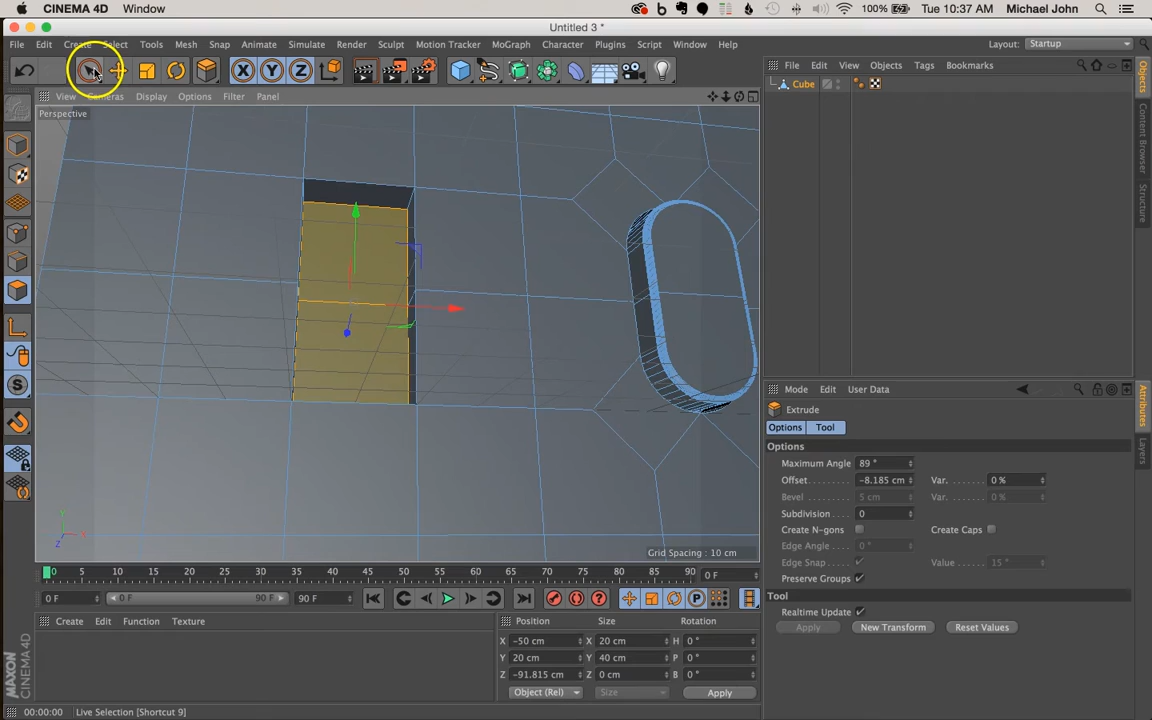 CINEMA 4D Window 100% Tue 10:37 AM Michael John
Untitled 3 *
File Edit Create Select Tools Mesh Snap Animate Simulate Render Sculpt Motion Tracker MoGraph Character Plugins Script Window Help Layout: Startup
X Y Z
File Edit View Objects Tags Bookmarks
View Cameras Display Options Filter Panel
Cube
Perspective
Objects
Content Browser
Structure
Mode Edit User Data
Extrude
Options Tool
Options
Maximum Angle 89 °
Offset -8.185 cm Var. 0 %
Bevel 5 cm Var. 0 %
Subdivision 0
Create N-gons Create Caps
Edge Angle 0 °
Edge Snap Value 15 °
Preserve Groups
Tool
Realtime Update
Apply New Transform Reset Values
Attributes
Layers
Grid Spacing : 10 cm
0 5 10 15 20 25 30 35 40 45 50 55 60 65 70 75 80 85 90 0 F
0 F 0 F 90 F 90 F
Create Edit Function Texture
Position Size Rotation
X -50 cm X 20 cm H 0 °
Y 20 cm Y 40 cm P 0 °
Z -91.815 cm Z 0 cm B 0 °
Object (Rel) Size Apply
MAXON CINEMA 4D
00:00:00 Live Selection [Shortcut 9]